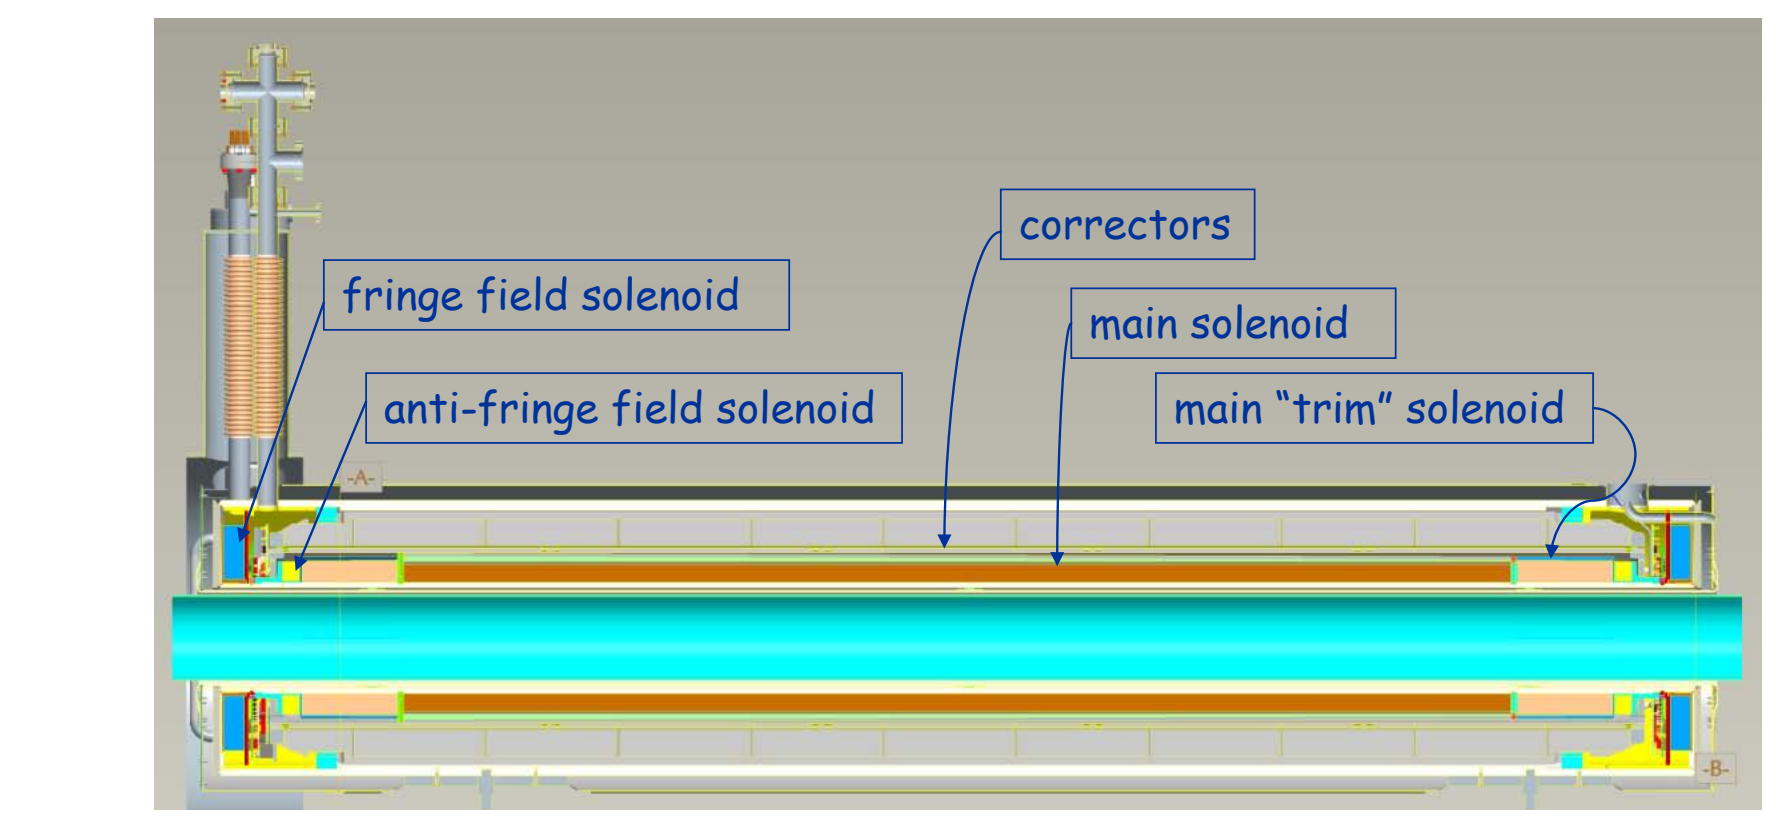 correctors
fringe field solenoid
main solenoid
anti-fringe field solenoid
main “trim” solenoid
-A-
-B-